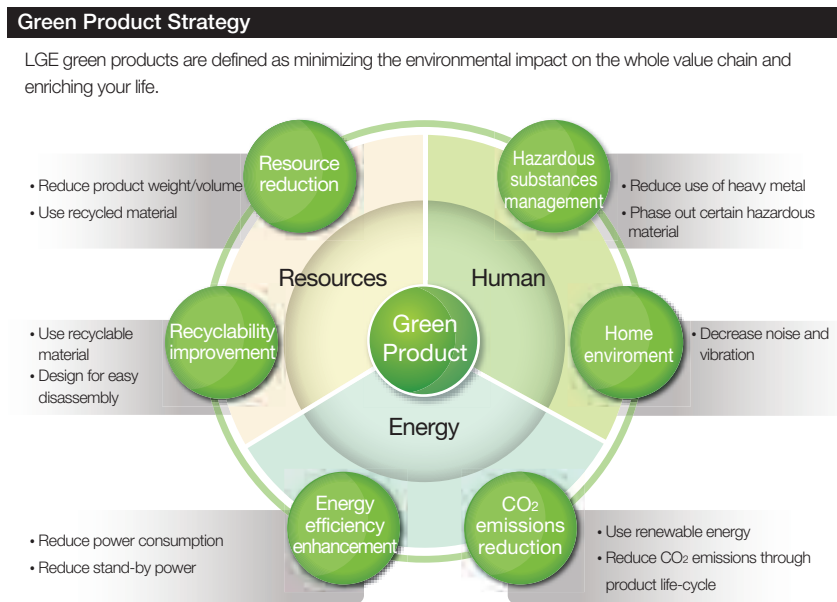 Green Product Strategy
LGE green products are defined as minimizing the environmental impact on the whole value chain and
enriching your life.
Resource
reduction
• Reduce product weight/volume
• Use recycled material
Hazardous
substances
management
• Reduce use of heavy metal
• Phase out certain hazardous
material
Resources
Human
Green
Product
Energy
Recyclability
improvement
• Use recyclable
material
• Design for easy
disassembly
Home
enviroment
• Decrease noise and
vibration
Energy
efficiency
enhancement
• Reduce power consumption
• Reduce stand-by power
CO2
emissions
reduction
• Use renewable energy
• Reduce CO2 emissions through
product life-cycle